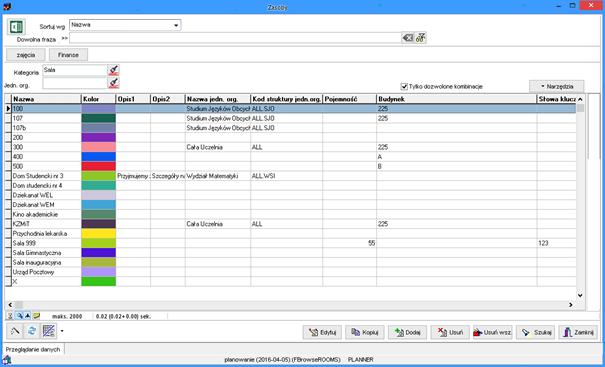 Zasoby
Sortuj wg Nazwa
Dowolna fraza >>
zajęcia Finanse
Kategoria Sala
Jedn. org.
Tylko dozwolone kombinacje Narzędzia
Nazwa Kolor Opis1 Opis2 Nazwa jedn. org. Kod struktury jedn.org. Pojemność Budynek Słowa klucz
100 Studium Języków Obcych ALL.SJO 225
107 Studium Języków Obcych ALL.SJO 225
107b Studium Języków Obcych ALL.SJO
200
300 Cała Uczelnia ALL 225
400 A
500 B
Dom Studencki nr 3 Przyjmujemy z Szczegóły na Wydział Matematyki ALL.WSI
Dom studencki nr 4
Dziekanat WEL
Dziekanat WEM
Kino akademickie
KZMiT Cała Uczelnia ALL 225
Przychodnia lekarska
Sala 999 55 123
Sala Gimnastyczna
Sala inauguracyjna
Urząd Pocztowy
X
maks. 2000 0.02 (0.02+ 0.00) sek.
Edytuj Kopiuj Dodaj Usuń Usuń wsz. Szukaj Zamknij
Przeglądanie danych
planowanie (2016-04-05) (FBrowseROOMS) PLANNER